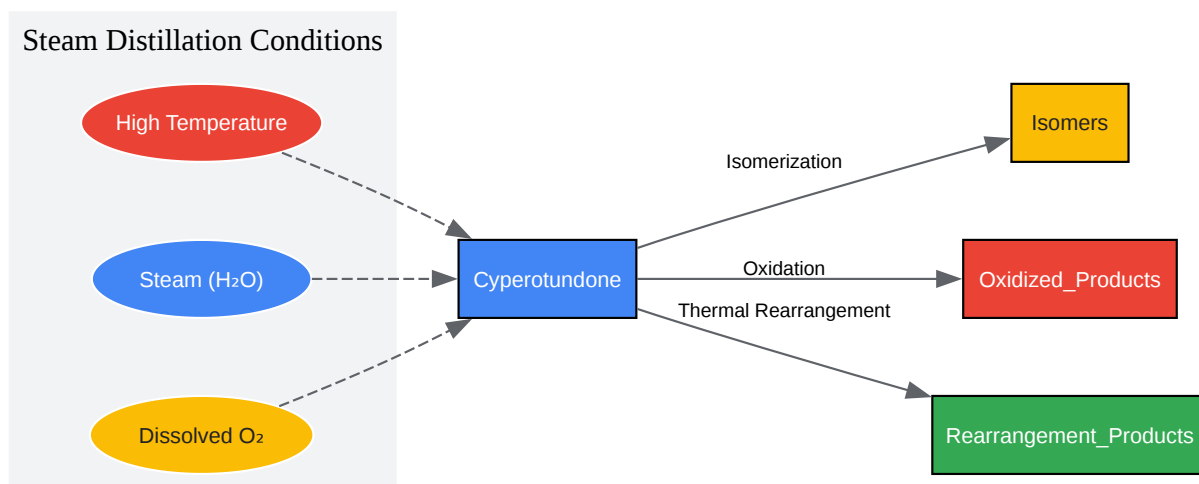 Steam Distillation Conditions
High Temperature
Steam (H₂O)
Dissolved O₂
Cyperotundone
Isomerization
Oxidation
Thermal Rearrangement
Isomers
Oxidized_Products
Rearrangement_Products